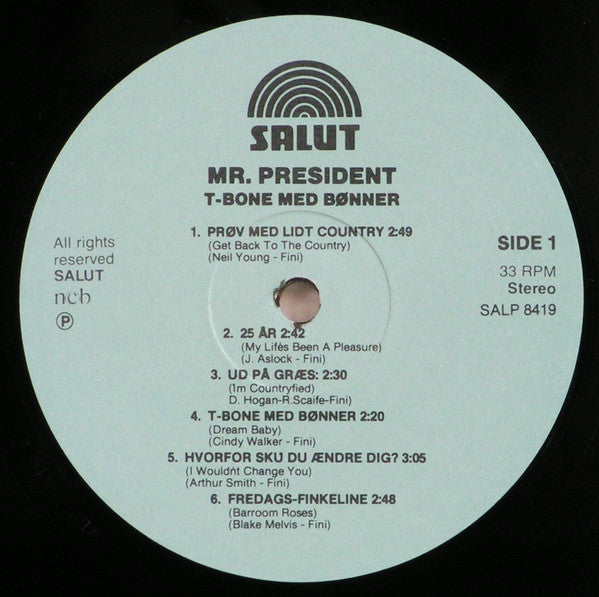 SALUT
MR. PRESIDENT
T-BONE MED BØNNER
1. PRØV MED LIDT COUNTRY 2:49
(Get Back To The Country)
(Neil Young - Fini)
All rights
reserved
SALUT
ncb
Ⓟ
SIDE 1
33 RPM
Stereo
SALP 8419
2. 25 ÅR 2:42
(My Lifès Been A Pleasure)
(J. Aslock - Fini)
3. UD PÅ GRÆS: 2:30
(1m Countryfied)
D. Hogan-R.Scaife-Fini)
4. T-BONE MED BØNNER 2:20
(Dream Baby)
(Cindy Walker - Fini)
5. HVORFOR SKU DU ÆNDRE DIG? 3:05
(I Wouldńt Change You)
(Arthur Smith - Fini)
6. FREDAGS-FINKELINE 2:48
(Barroom Roses)
(Blake Melvis - Fini)